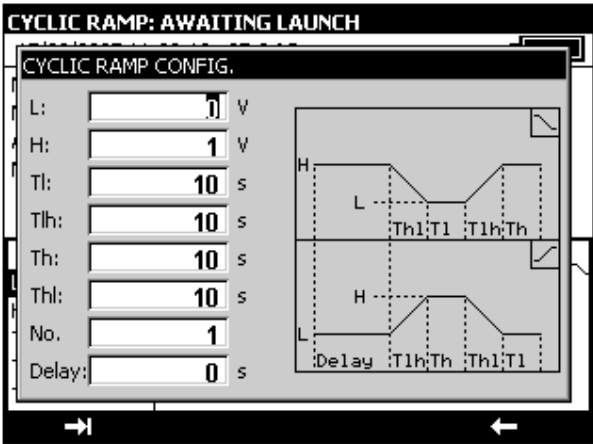 CYCLIC RAMP: AWAITING LAUNCH
CYCLIC RAMP CONFIG.
L: 0 V
H: 1 V
Tl: 10 s
Tlh: 10 s
Th: 10 s
Thl: 10 s
No. 1
Delay: 0 s
H
L
Thl Tl Tlh Th
H
L
Delay Tlh Th Thl Tl